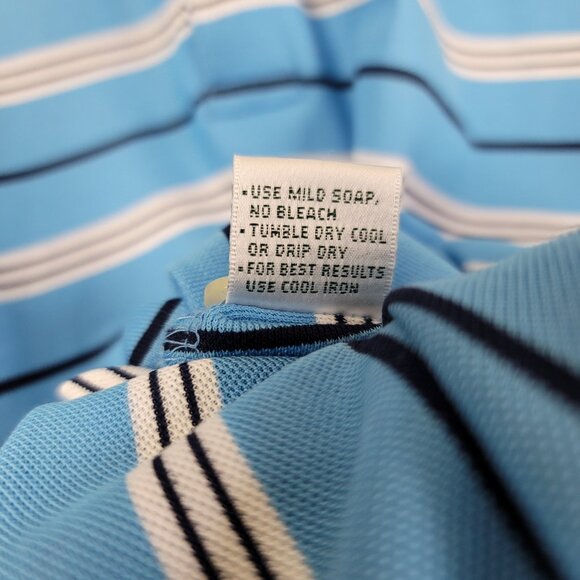 • USE MILD SOAP,
NO BLEACH
• TUMBLE DRY COOL
OR DRIP DRY
• FOR BEST RESULTS
USE COOL IRON